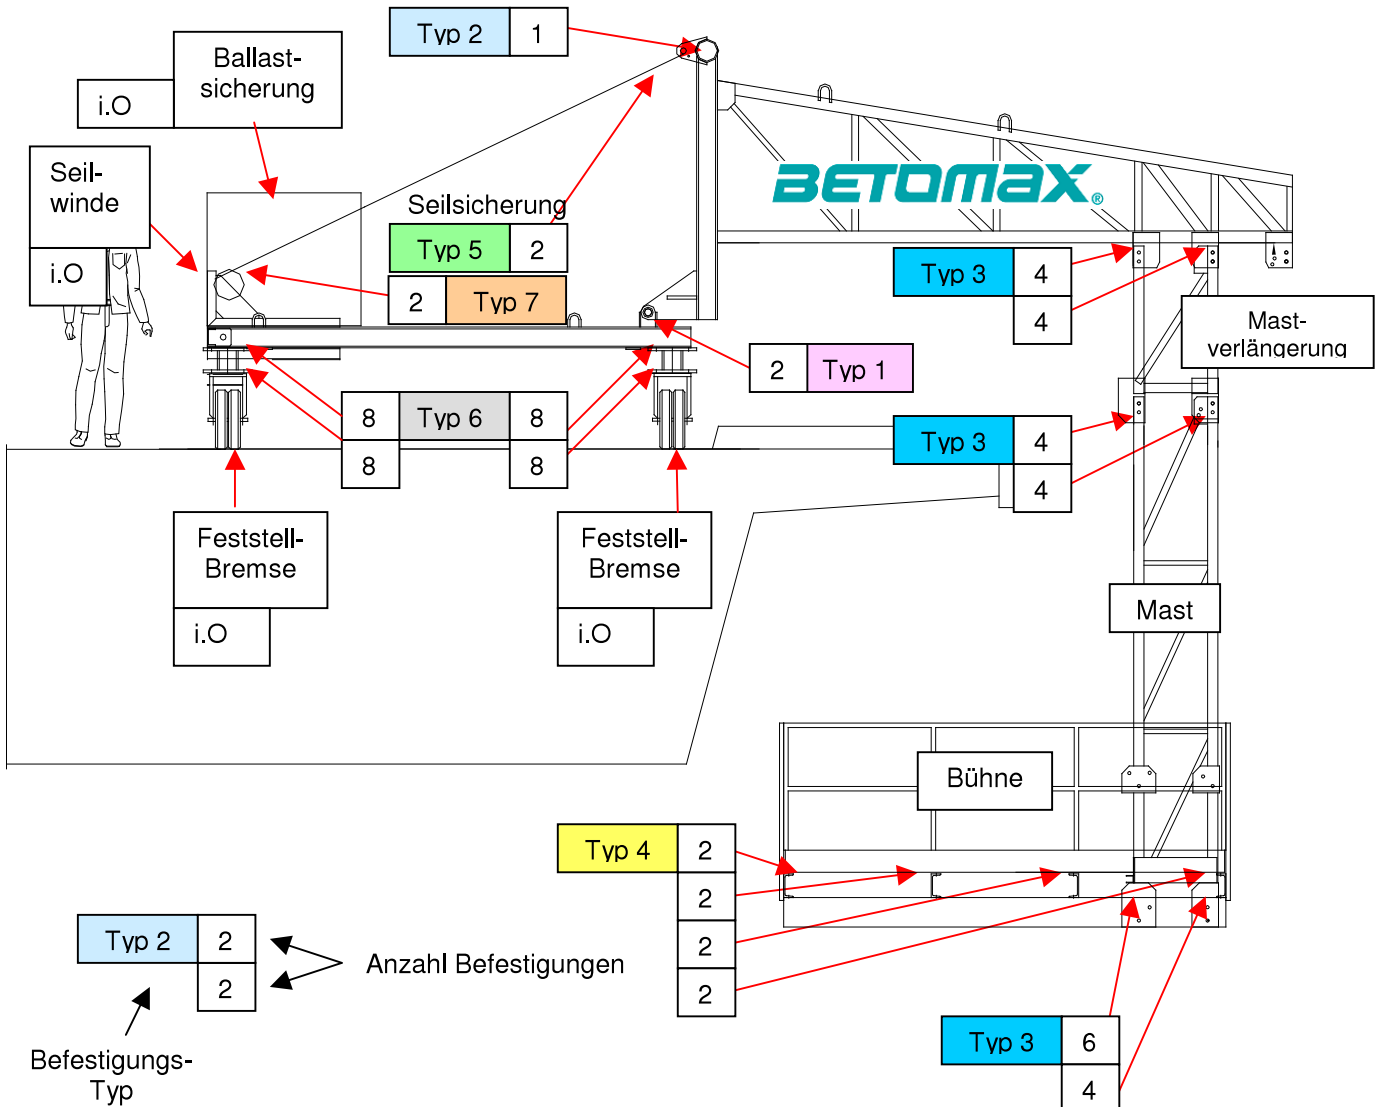 Typ 2 1
Ballast-
sicherung
i.O
Seil-
winde
i.O
BETOMAX®
Seilsicherung
Typ 5 2
2 Typ 7
Typ 3 4
4
Mast-
verlängerung
2 Typ 1
8 Typ 6 8
8 8
Typ 3 4
4
Feststell-
Bremse
i.O
Feststell-
Bremse
i.O
Mast
Bühne
Typ 4 2
2
2
2
Typ 2 2
2
Anzahl Befestigungen
Befestigungs-
Typ
Typ 3 6
4